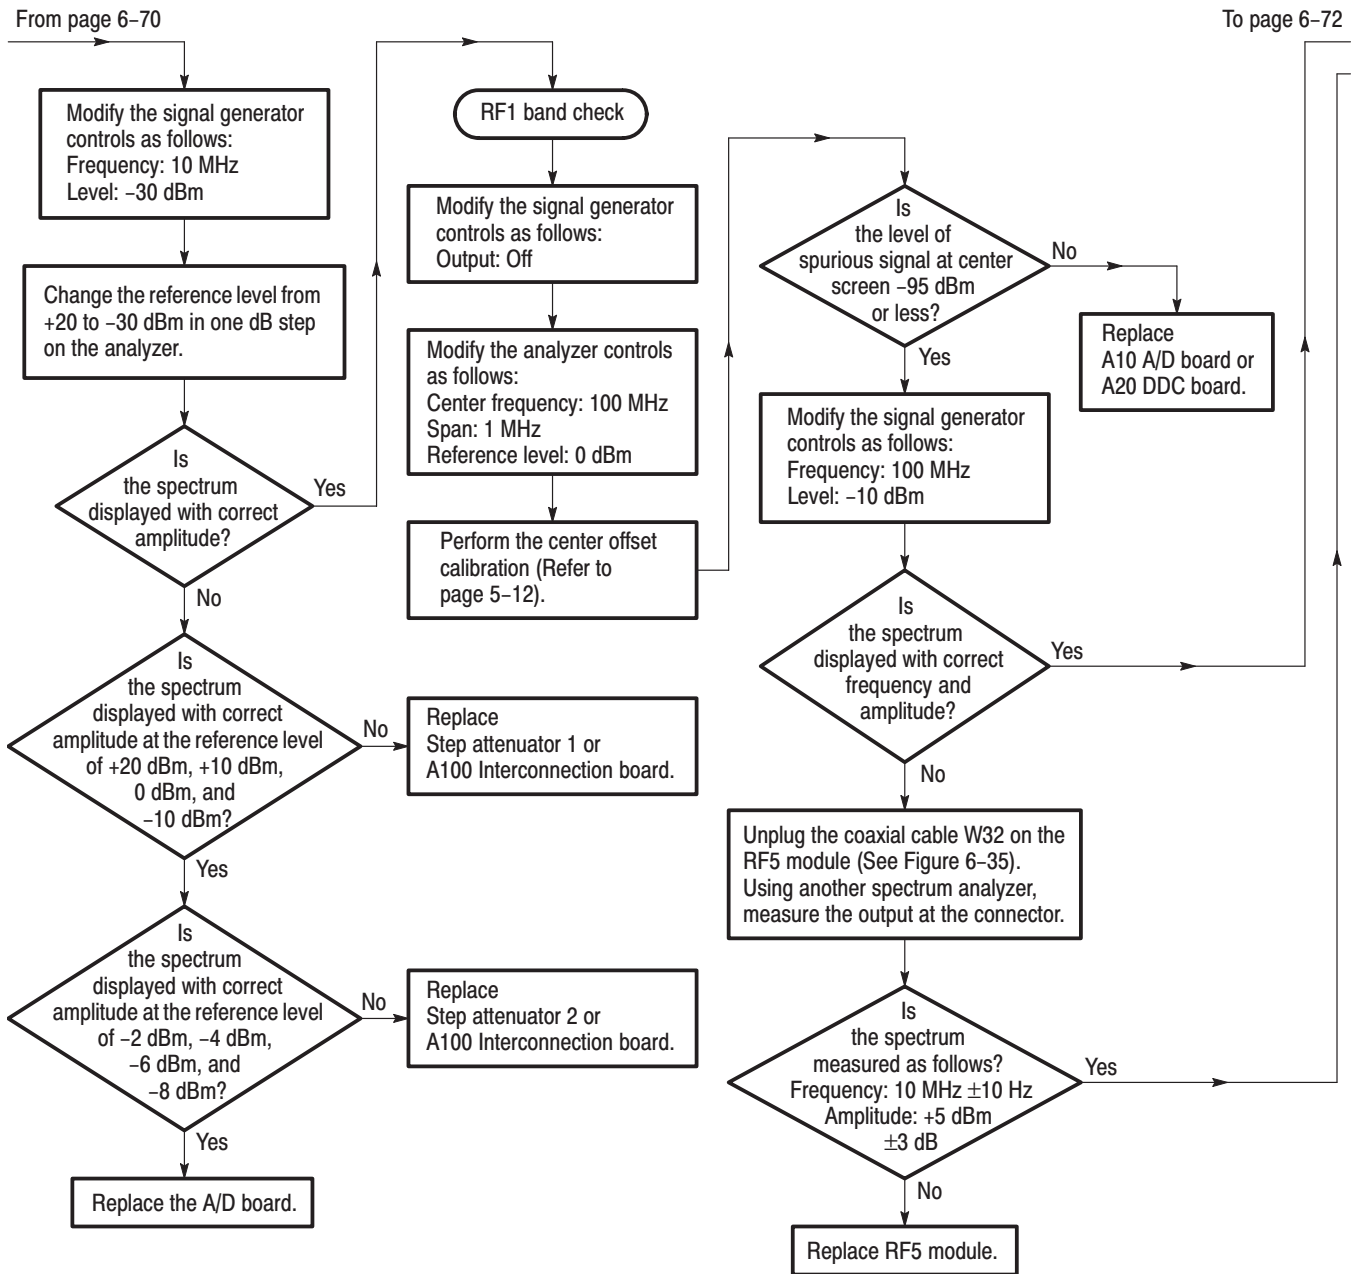 From page 6–70
To page 6–72
Modify the signal generator
controls as follows:
Frequency: 10 MHz
Level: –30 dBm
Change the reference level from
+20 to –30 dBm in one dB step
on the analyzer.
Is
the spectrum
displayed with correct
amplitude?
Yes
No
Is
the spectrum
displayed with correct
amplitude at the reference level
of +20 dBm, +10 dBm,
0 dBm, and
–10 dBm?
No
Replace
Step attenuator 1 or
A100 Interconnection board.
Yes
Is
the spectrum
displayed with correct
amplitude at the reference level
of –2 dBm, –4 dBm,
–6 dBm, and
–8 dBm?
No
Replace
Step attenuator 2 or
A100 Interconnection board.
Yes
Replace the A/D board.
RF1 band check
Modify the signal generator
controls as follows:
Output: Off
Modify the analyzer controls
as follows:
Center frequency: 100 MHz
Span: 1 MHz
Reference level: 0 dBm
Perform the center offset
calibration (Refer to
page 5–12).
Is
the level of
spurious signal at center
screen –95 dBm
or less?
No
Replace
A10 A/D board or
A20 DDC board.
Yes
Modify the signal generator
controls as follows:
Frequency: 100 MHz
Level: –10 dBm
Is
the spectrum
displayed with correct
frequency and
amplitude?
Yes
No
Unplug the coaxial cable W32 on the
RF5 module (See Figure 6–35).
Using another spectrum analyzer,
measure the output at the connector.
Is
the spectrum
measured as follows?
Frequency: 10 MHz ±10 Hz
Amplitude: +5 dBm
±3 dB
Yes
No
Replace RF5 module.